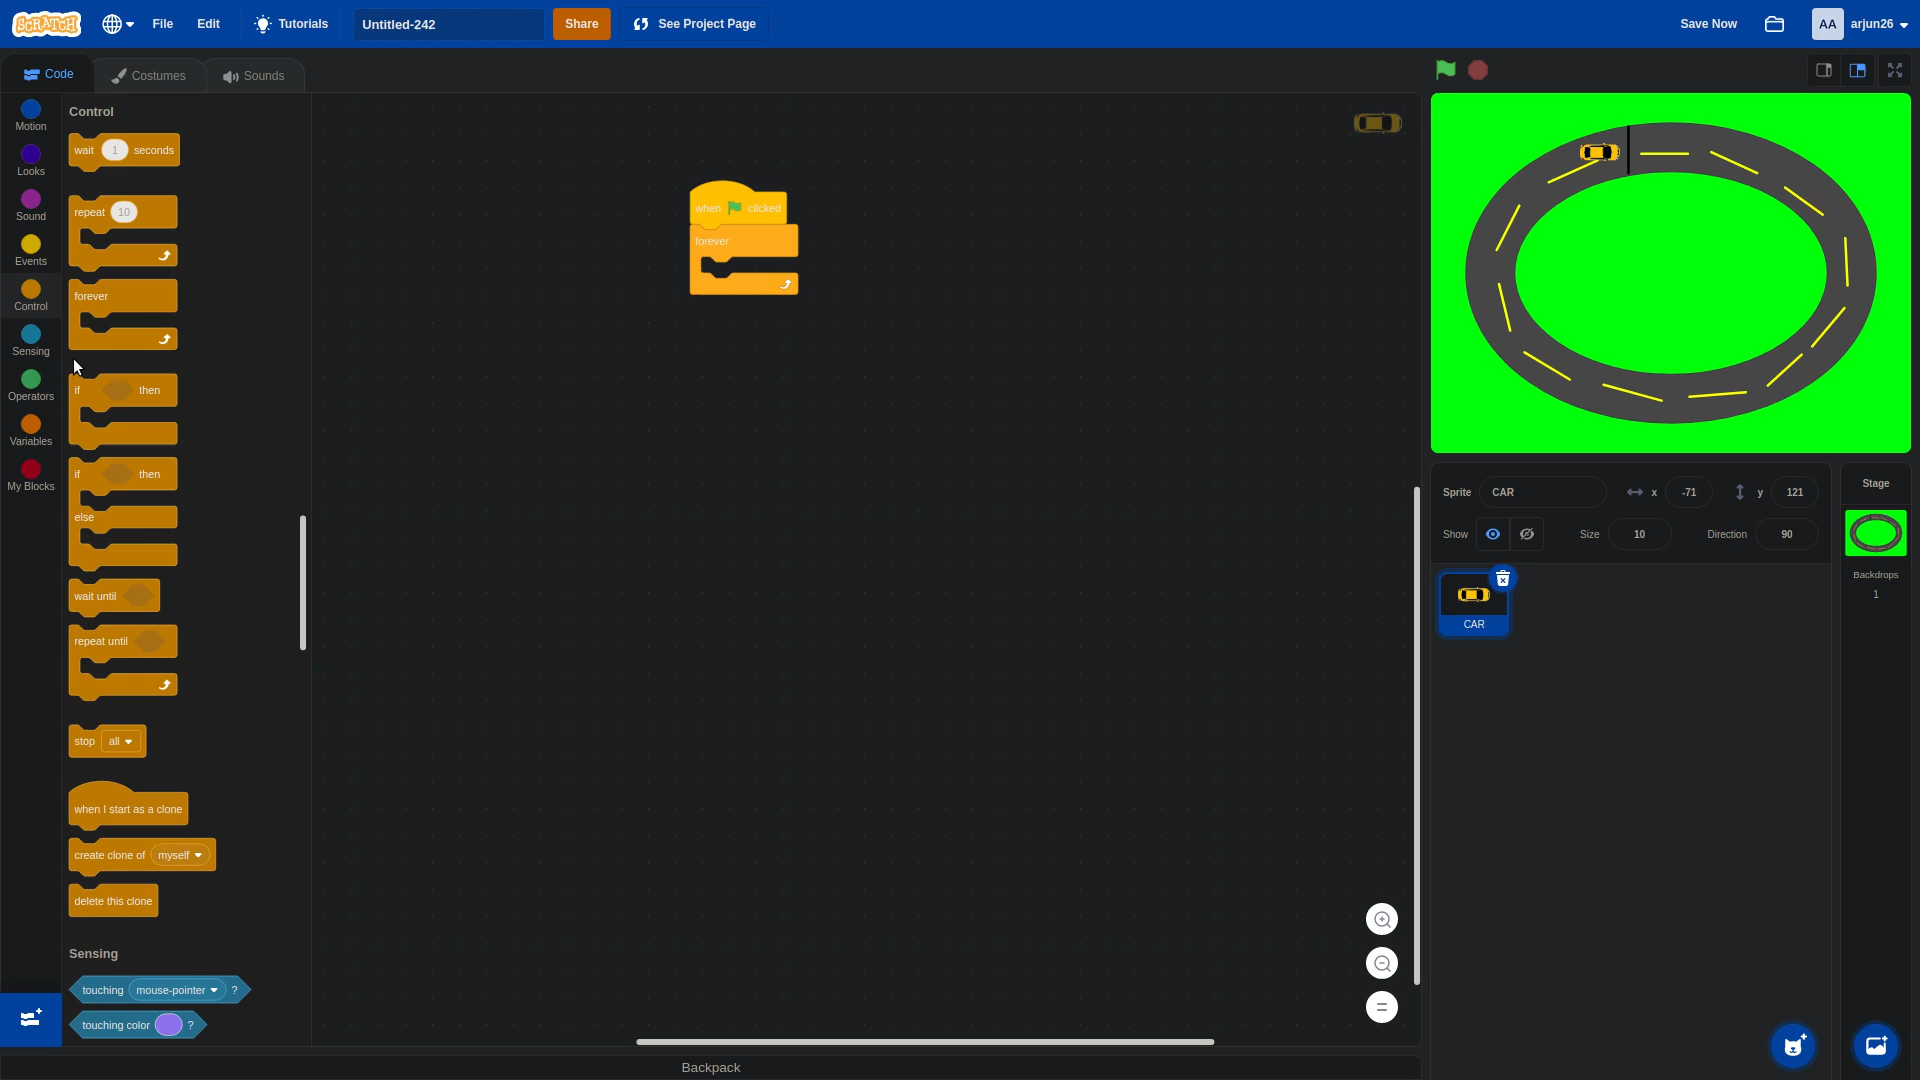 SCRATCH File Edit Tutorials Untitled-242 Share See Project Page Save Now AA arjun26
Code Costumes Sounds
Motion
Looks
Sound
Events
Control
Sensing
Operators
Variables
My Blocks
Control
wait 1 seconds
repeat 10
forever
if then
if then
else
wait until
repeat until
stop all
when I start as a clone
create clone of myself
delete this clone
Sensing
touching mouse-pointer ?
touching color ?
when clicked
forever
Backpack
Sprite CAR x -71 y 121
Show Size 10 Direction 90
CAR
Stage
Backdrops
1